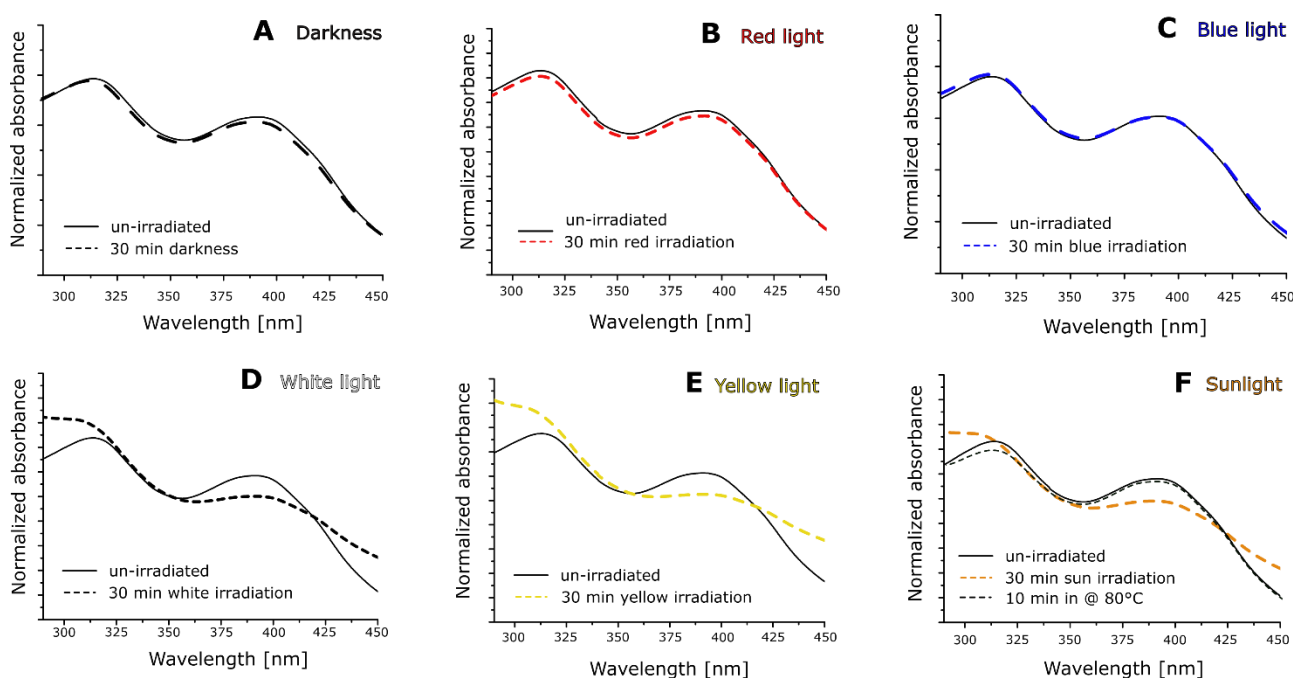 A Darkness
Normalized absorbance
un-irradiated
30 min darkness
300 325 350 375 400 425 450
Wavelength [nm]
B Red light
Normalized absorbance
un-irradiated
30 min red irradiation
300 325 350 375 400 425 450
Wavelength [nm]
C Blue light
Normalized absorbance
un-irradiated
30 min blue irradiation
300 325 350 375 400 425 450
Wavelength [nm]
D White light
Normalized absorbance
un-irradiated
30 min white irradiation
300 325 350 375 400 425 450
Wavelength [nm]
E Yellow light
Normalized absorbance
un-irradiated
30 min yellow irradiation
300 325 350 375 400 425 450
Wavelength [nm]
F Sunlight
Normalized absorbance
un-irradiated
30 min sun irradiation
10 min in @ 80°C
300 325 350 375 400 425 450
Wavelength [nm]